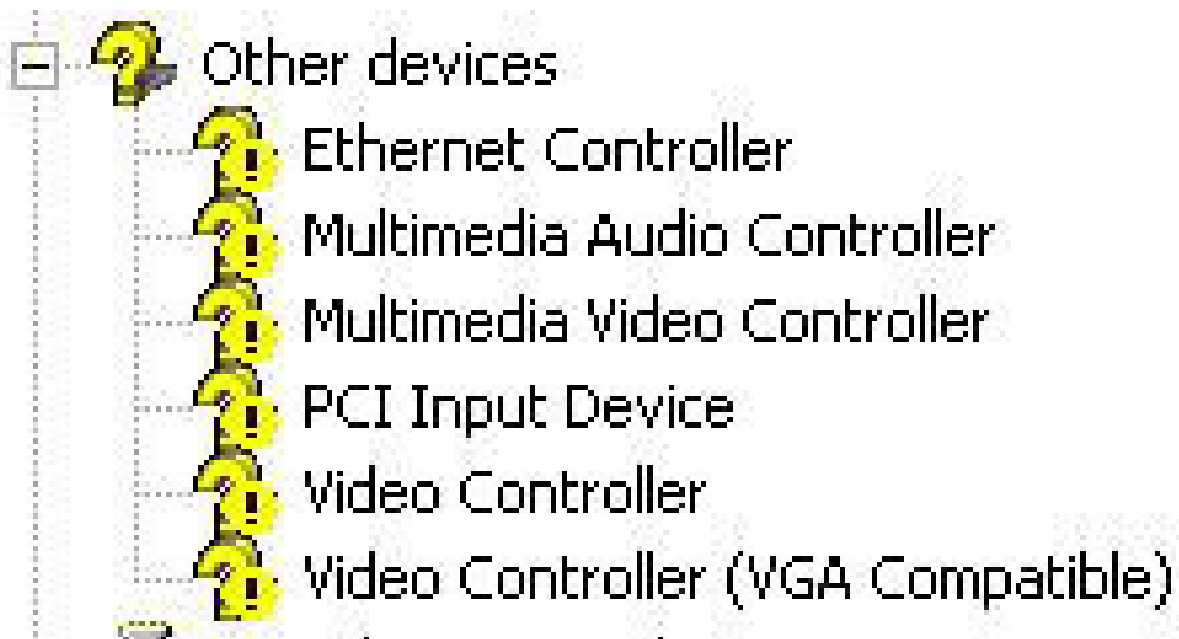 Other devices
Ethernet Controller
Multimedia Audio Controller
Multimedia Video Controller
PCI Input Device
Video Controller
Video Controller (VGA Compatible)